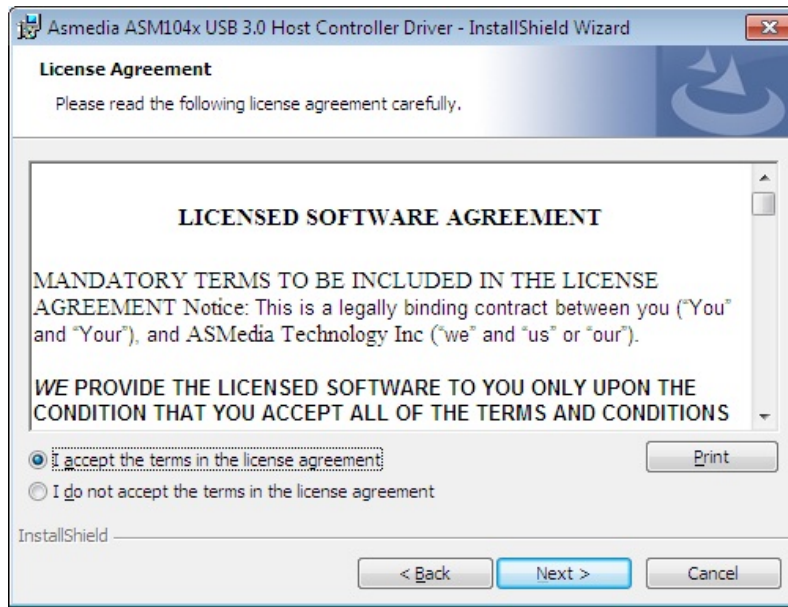 Asmedia ASM104x USB 3.0 Host Controller Driver - InstallShield Wizard
License Agreement
Please read the following license agreement carefully.
LICENSED SOFTWARE AGREEMENT
MANDATORY TERMS TO BE INCLUDED IN THE LICENSE
AGREEMENT Notice: This is a legally binding contract between you (“You”
and “Your”), and ASMedia Technology Inc (“we” and “us” or “our”).
WE PROVIDE THE LICENSED SOFTWARE TO YOU ONLY UPON THE
CONDITION THAT YOU ACCEPT ALL OF THE TERMS AND CONDITIONS
I accept the terms in the license agreement
Print
I do not accept the terms in the license agreement
InstallShield
< Back
Next >
Cancel